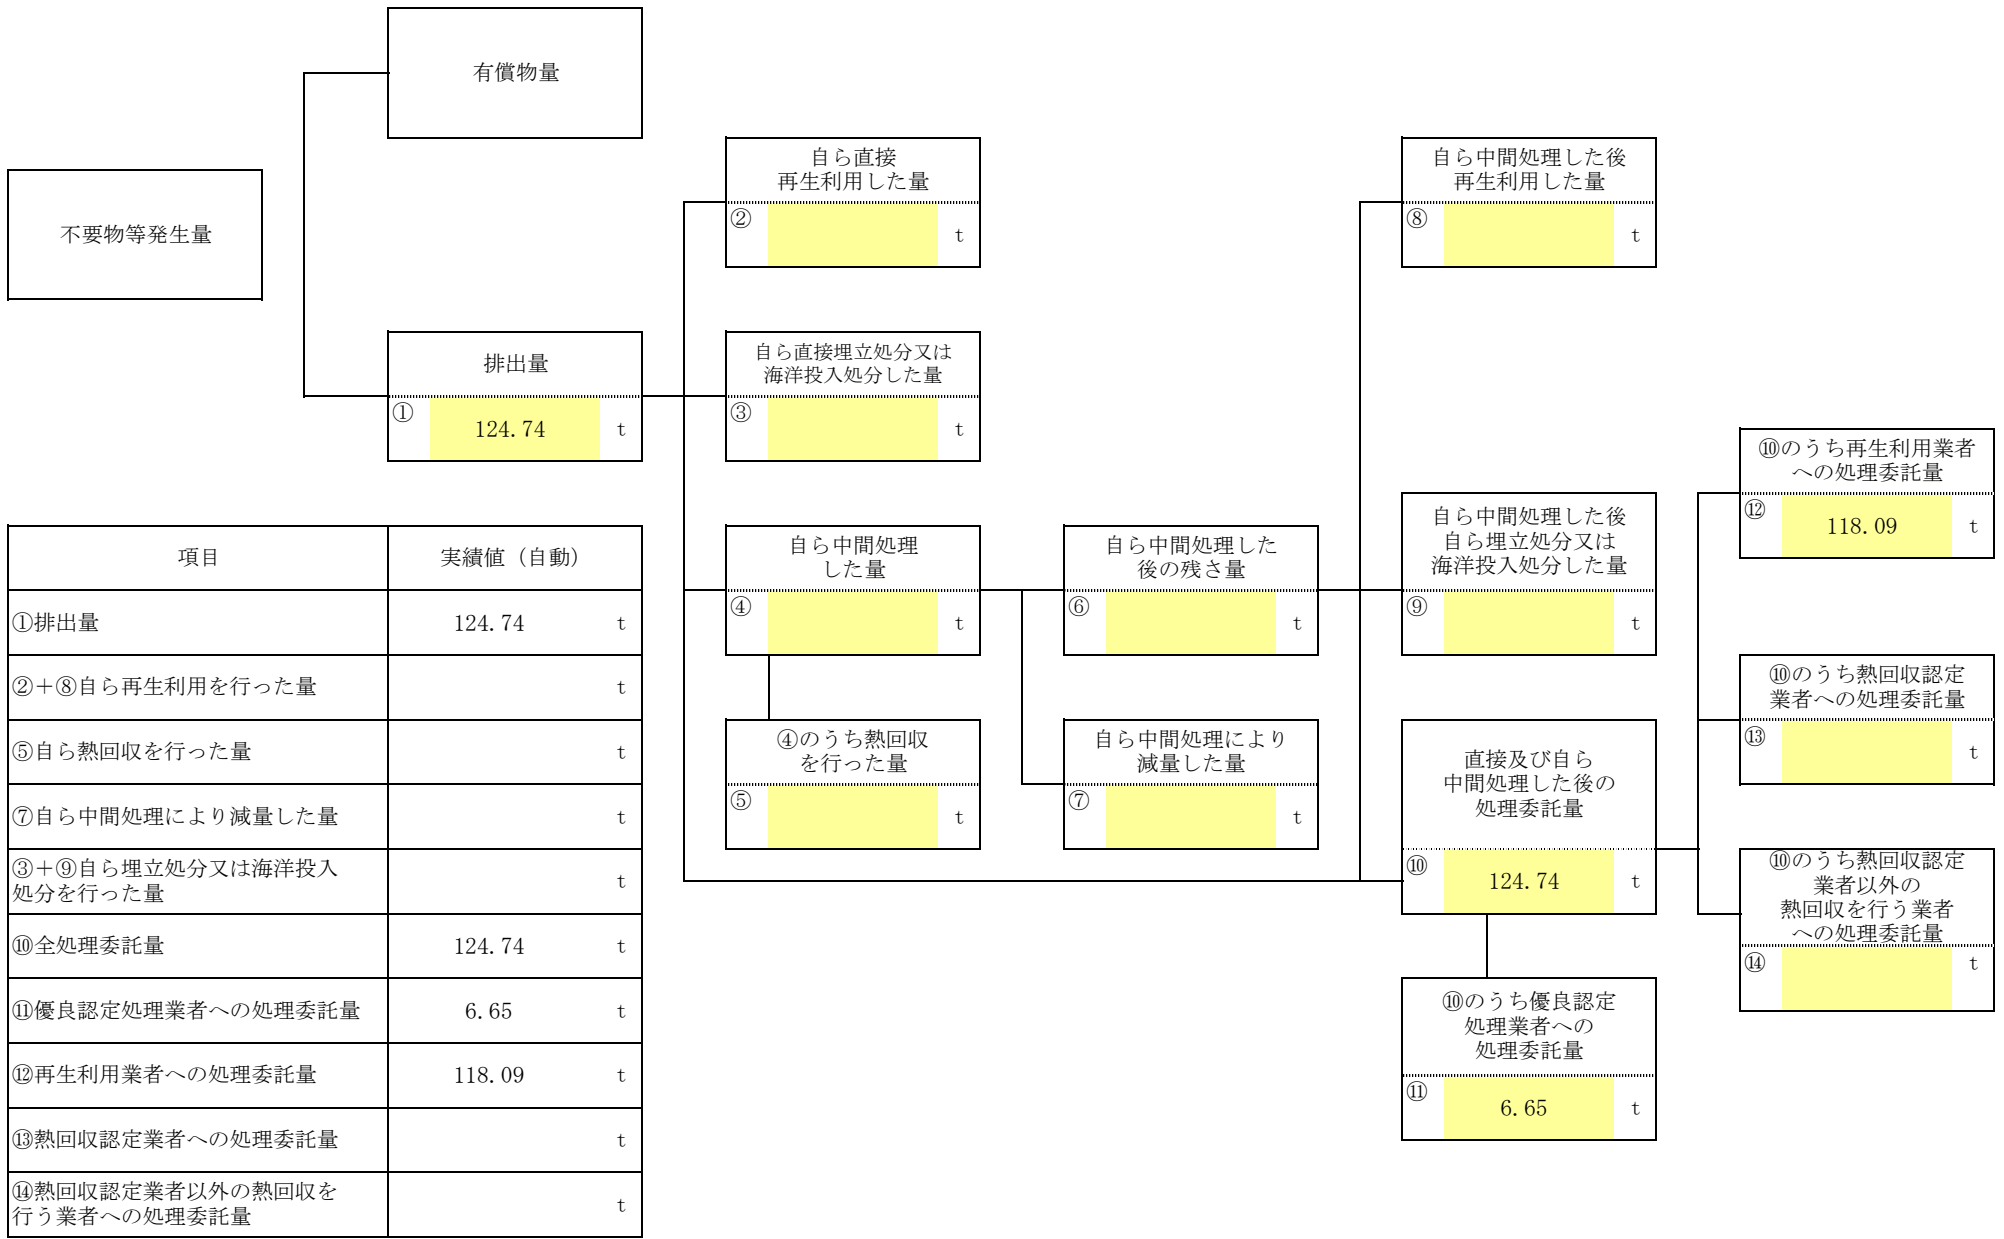 有償物量
不要物等発生量
排出量
①
124.74
t
自ら直接
再生利用した量
②
t
自ら直接埋立処分又は
海洋投入処分した量
③
t
自ら中間処理
した量
④
t
④のうち熱回収
を行った量
⑤
t
自ら中間処理した
後の残さ量
⑥
t
自ら中間処理により
減量した量
⑦
t
自ら中間処理した後
再生利用した量
⑧
t
自ら中間処理した後
自ら埋立処分又は
海洋投入処分した量
⑨
t
直接及び自ら
中間処理した後の
処理委託量
⑩
124.74
t
⑩のうち優良認定
処理業者への
処理委託量
⑪
6.65
t
⑩のうち再生利用業者
への処理委託量
⑫
118.09
t
⑩のうち熱回収認定
業者への処理委託量
⑬
t
⑩のうち熱回収認定
業者以外の
熱回収を行う業者
への処理委託量
⑭
t
項目 実績値（自動）
①排出量 124.74 t
②＋⑧自ら再生利用を行った量 t
⑤自ら熱回収を行った量 t
⑦自ら中間処理により減量した量 t
③＋⑨自ら埋立処分又は海洋投入
処分を行った量 t
⑩全処理委託量 124.74 t
⑪優良認定処理業者への処理委託量 6.65 t
⑫再生利用業者への処理委託量 118.09 t
⑬熱回収認定業者への処理委託量 t
⑭熱回収認定業者以外の熱回収を
行う業者への処理委託量 t